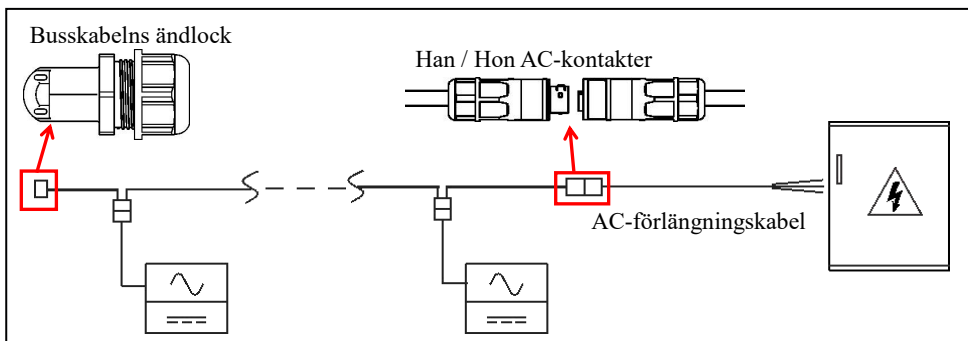 Busskabelns ändlock
Han / Hon AC-kontakter
AC-förlängningskabel